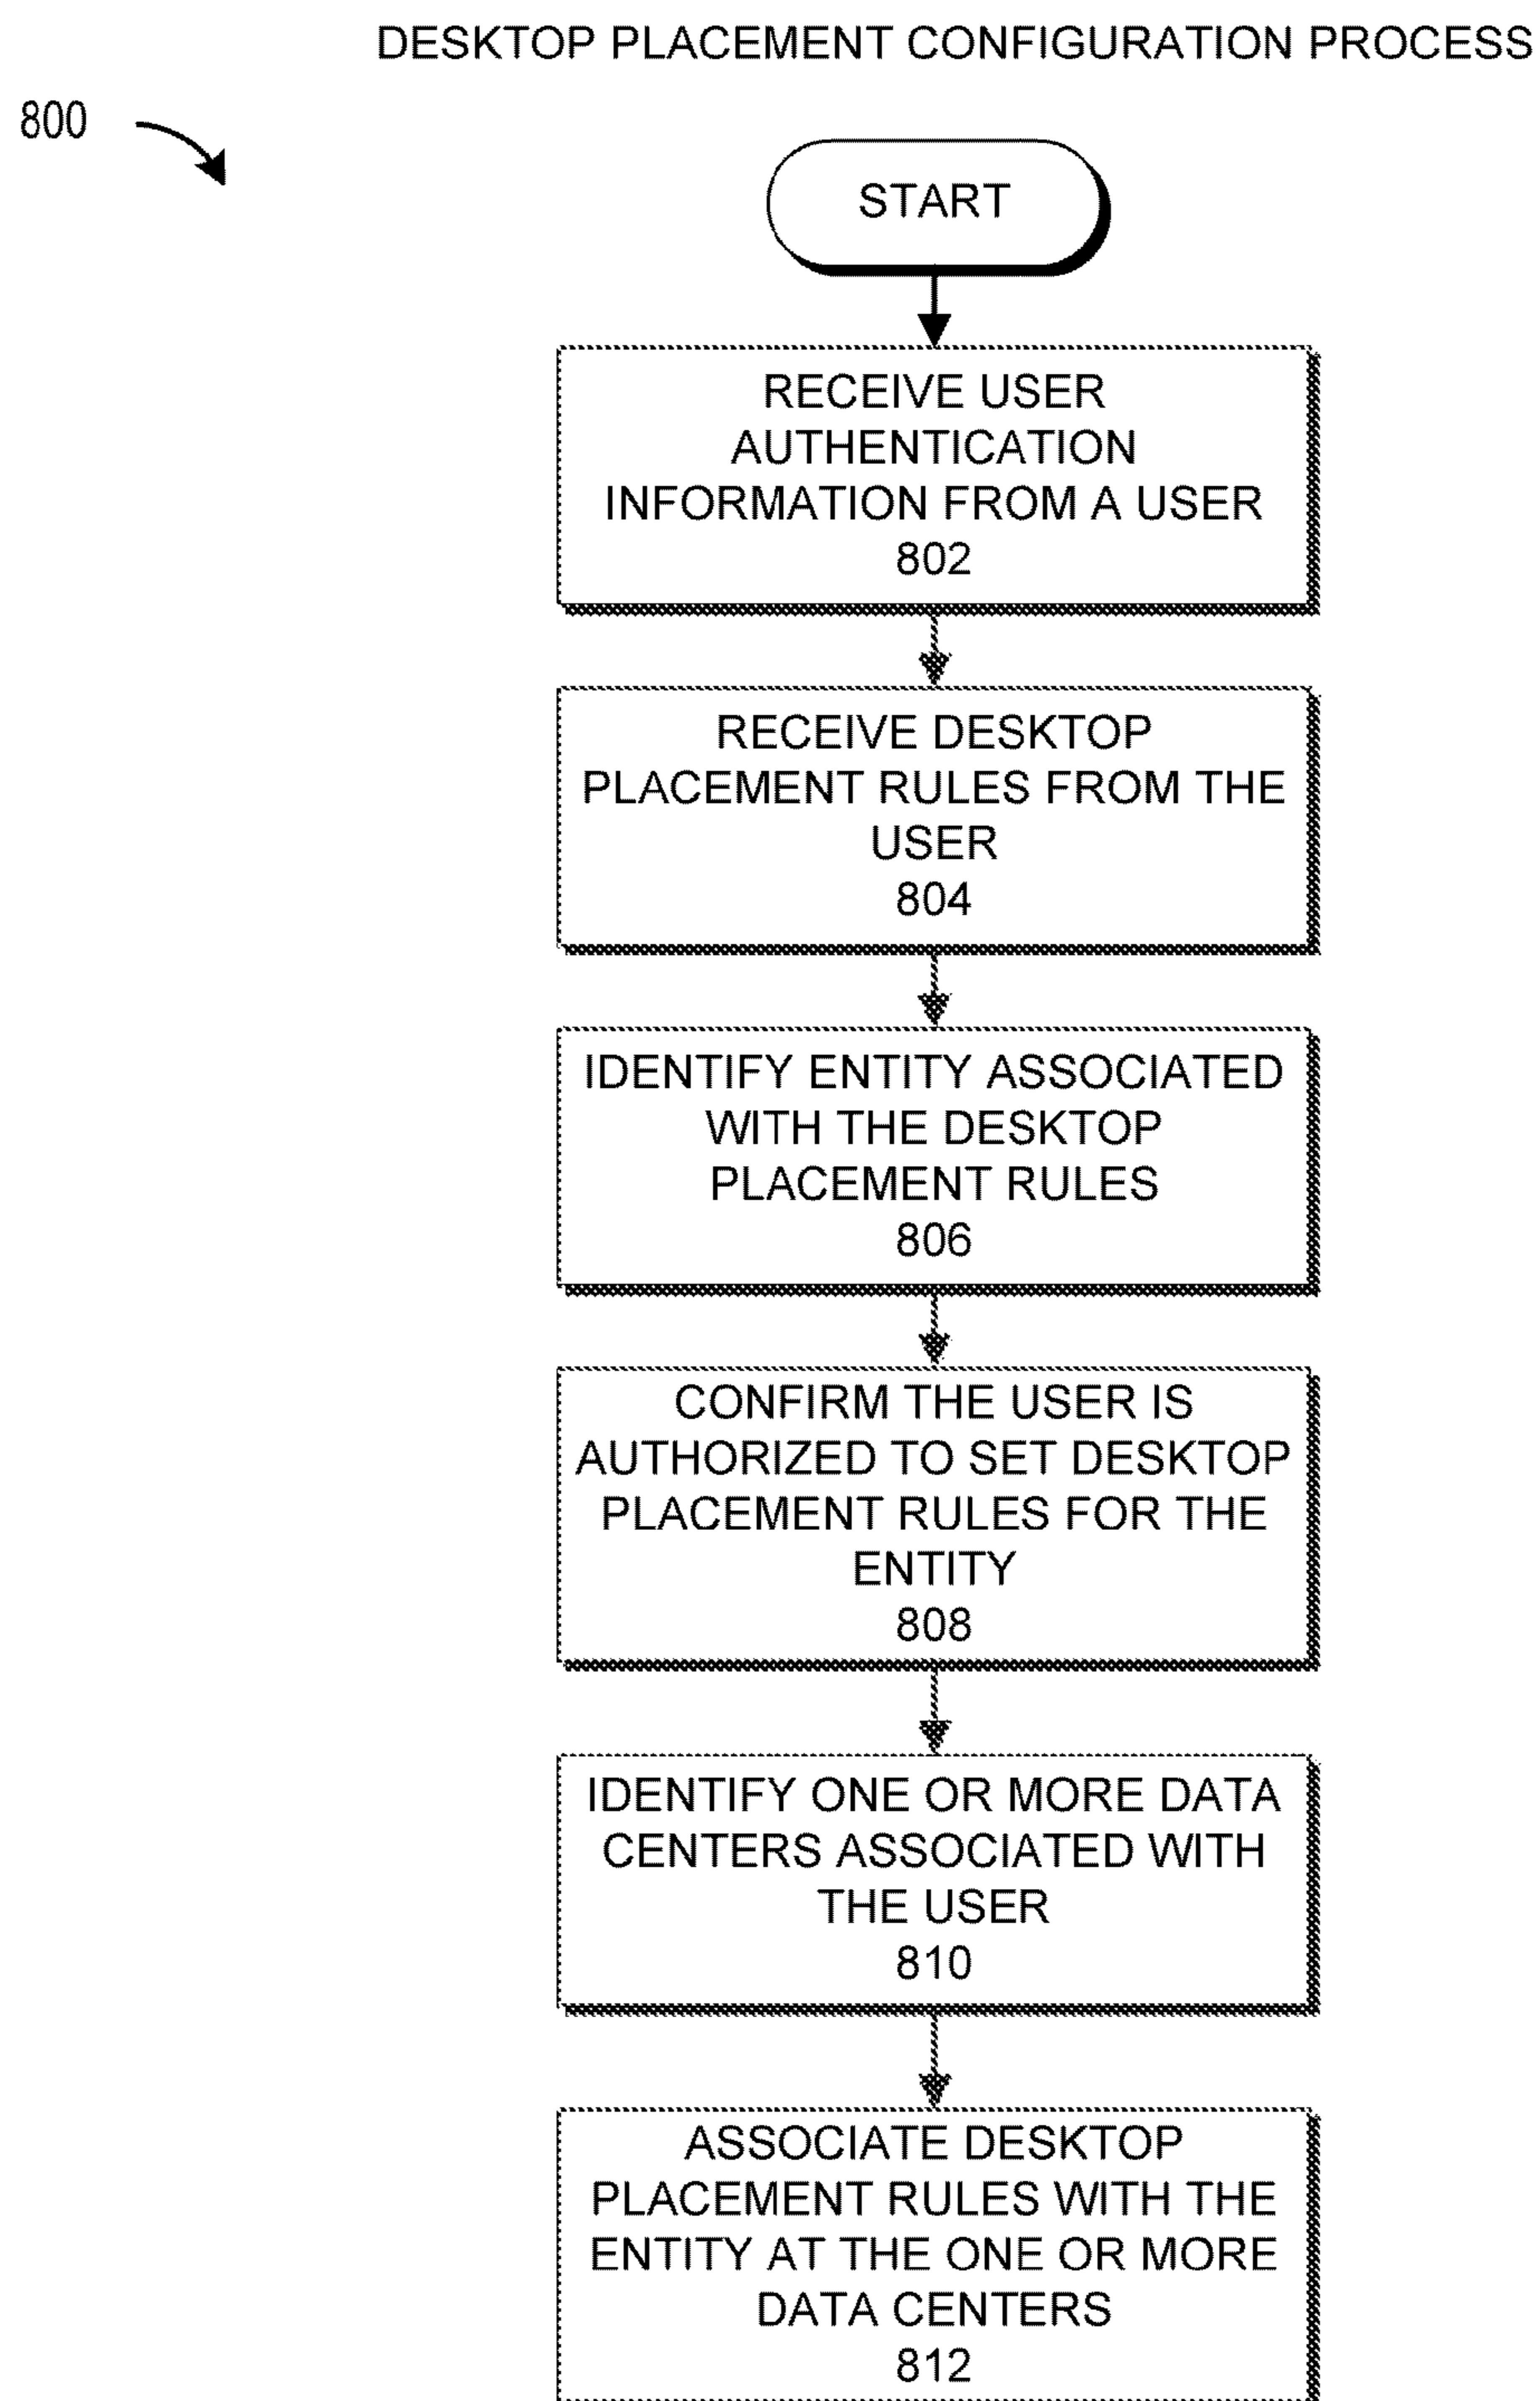 DESKTOP PLACEMENT CONFIGURATION PROCESS
800
START
RECEIVE USER
AUTHENTICATION
INFORMATION FROM A USER
802
RECEIVE DESKTOP
PLACEMENT RULES FROM THE
USER
804
IDENTIFY ENTITY ASSOCIATED
WITH THE DESKTOP
PLACEMENT RULES
806
CONFIRM THE USER IS
AUTHORIZED TO SET DESKTOP
PLACEMENT RULES FOR THE
ENTITY
808
IDENTIFY ONE OR MORE DATA
CENTERS ASSOCIATED WITH
THE USER
810
ASSOCIATE DESKTOP
PLACEMENT RULES WITH THE
ENTITY AT THE ONE OR MORE
DATA CENTERS
812